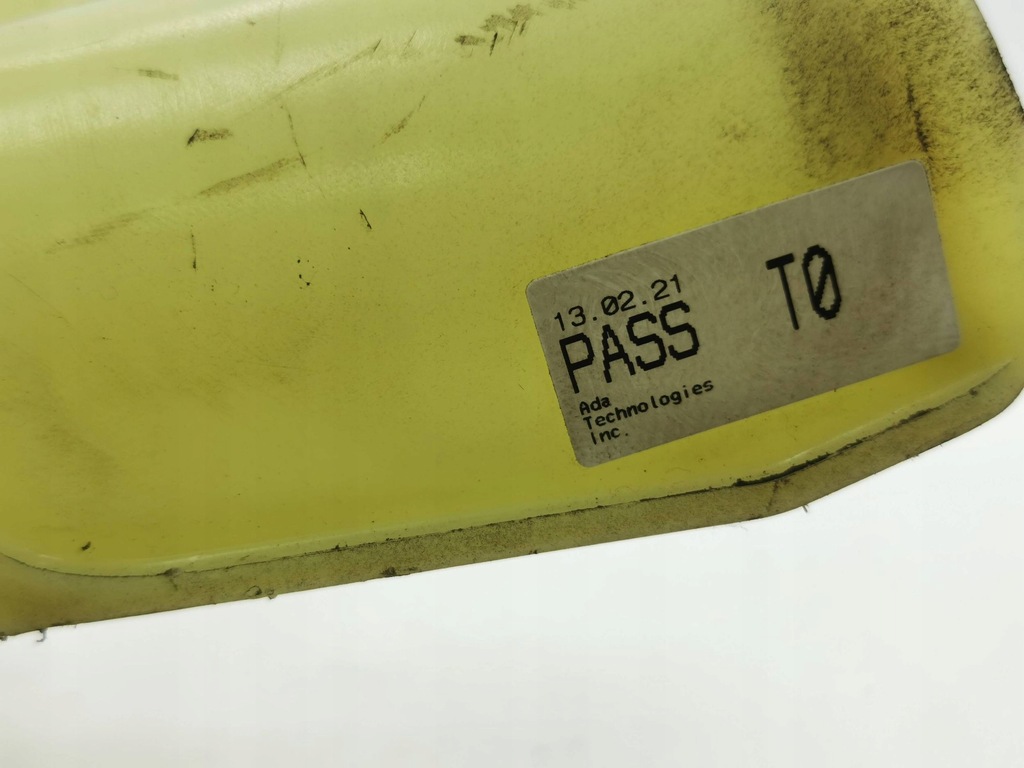 13.02.21
PASS T0
Ada
Technologies
Inc.